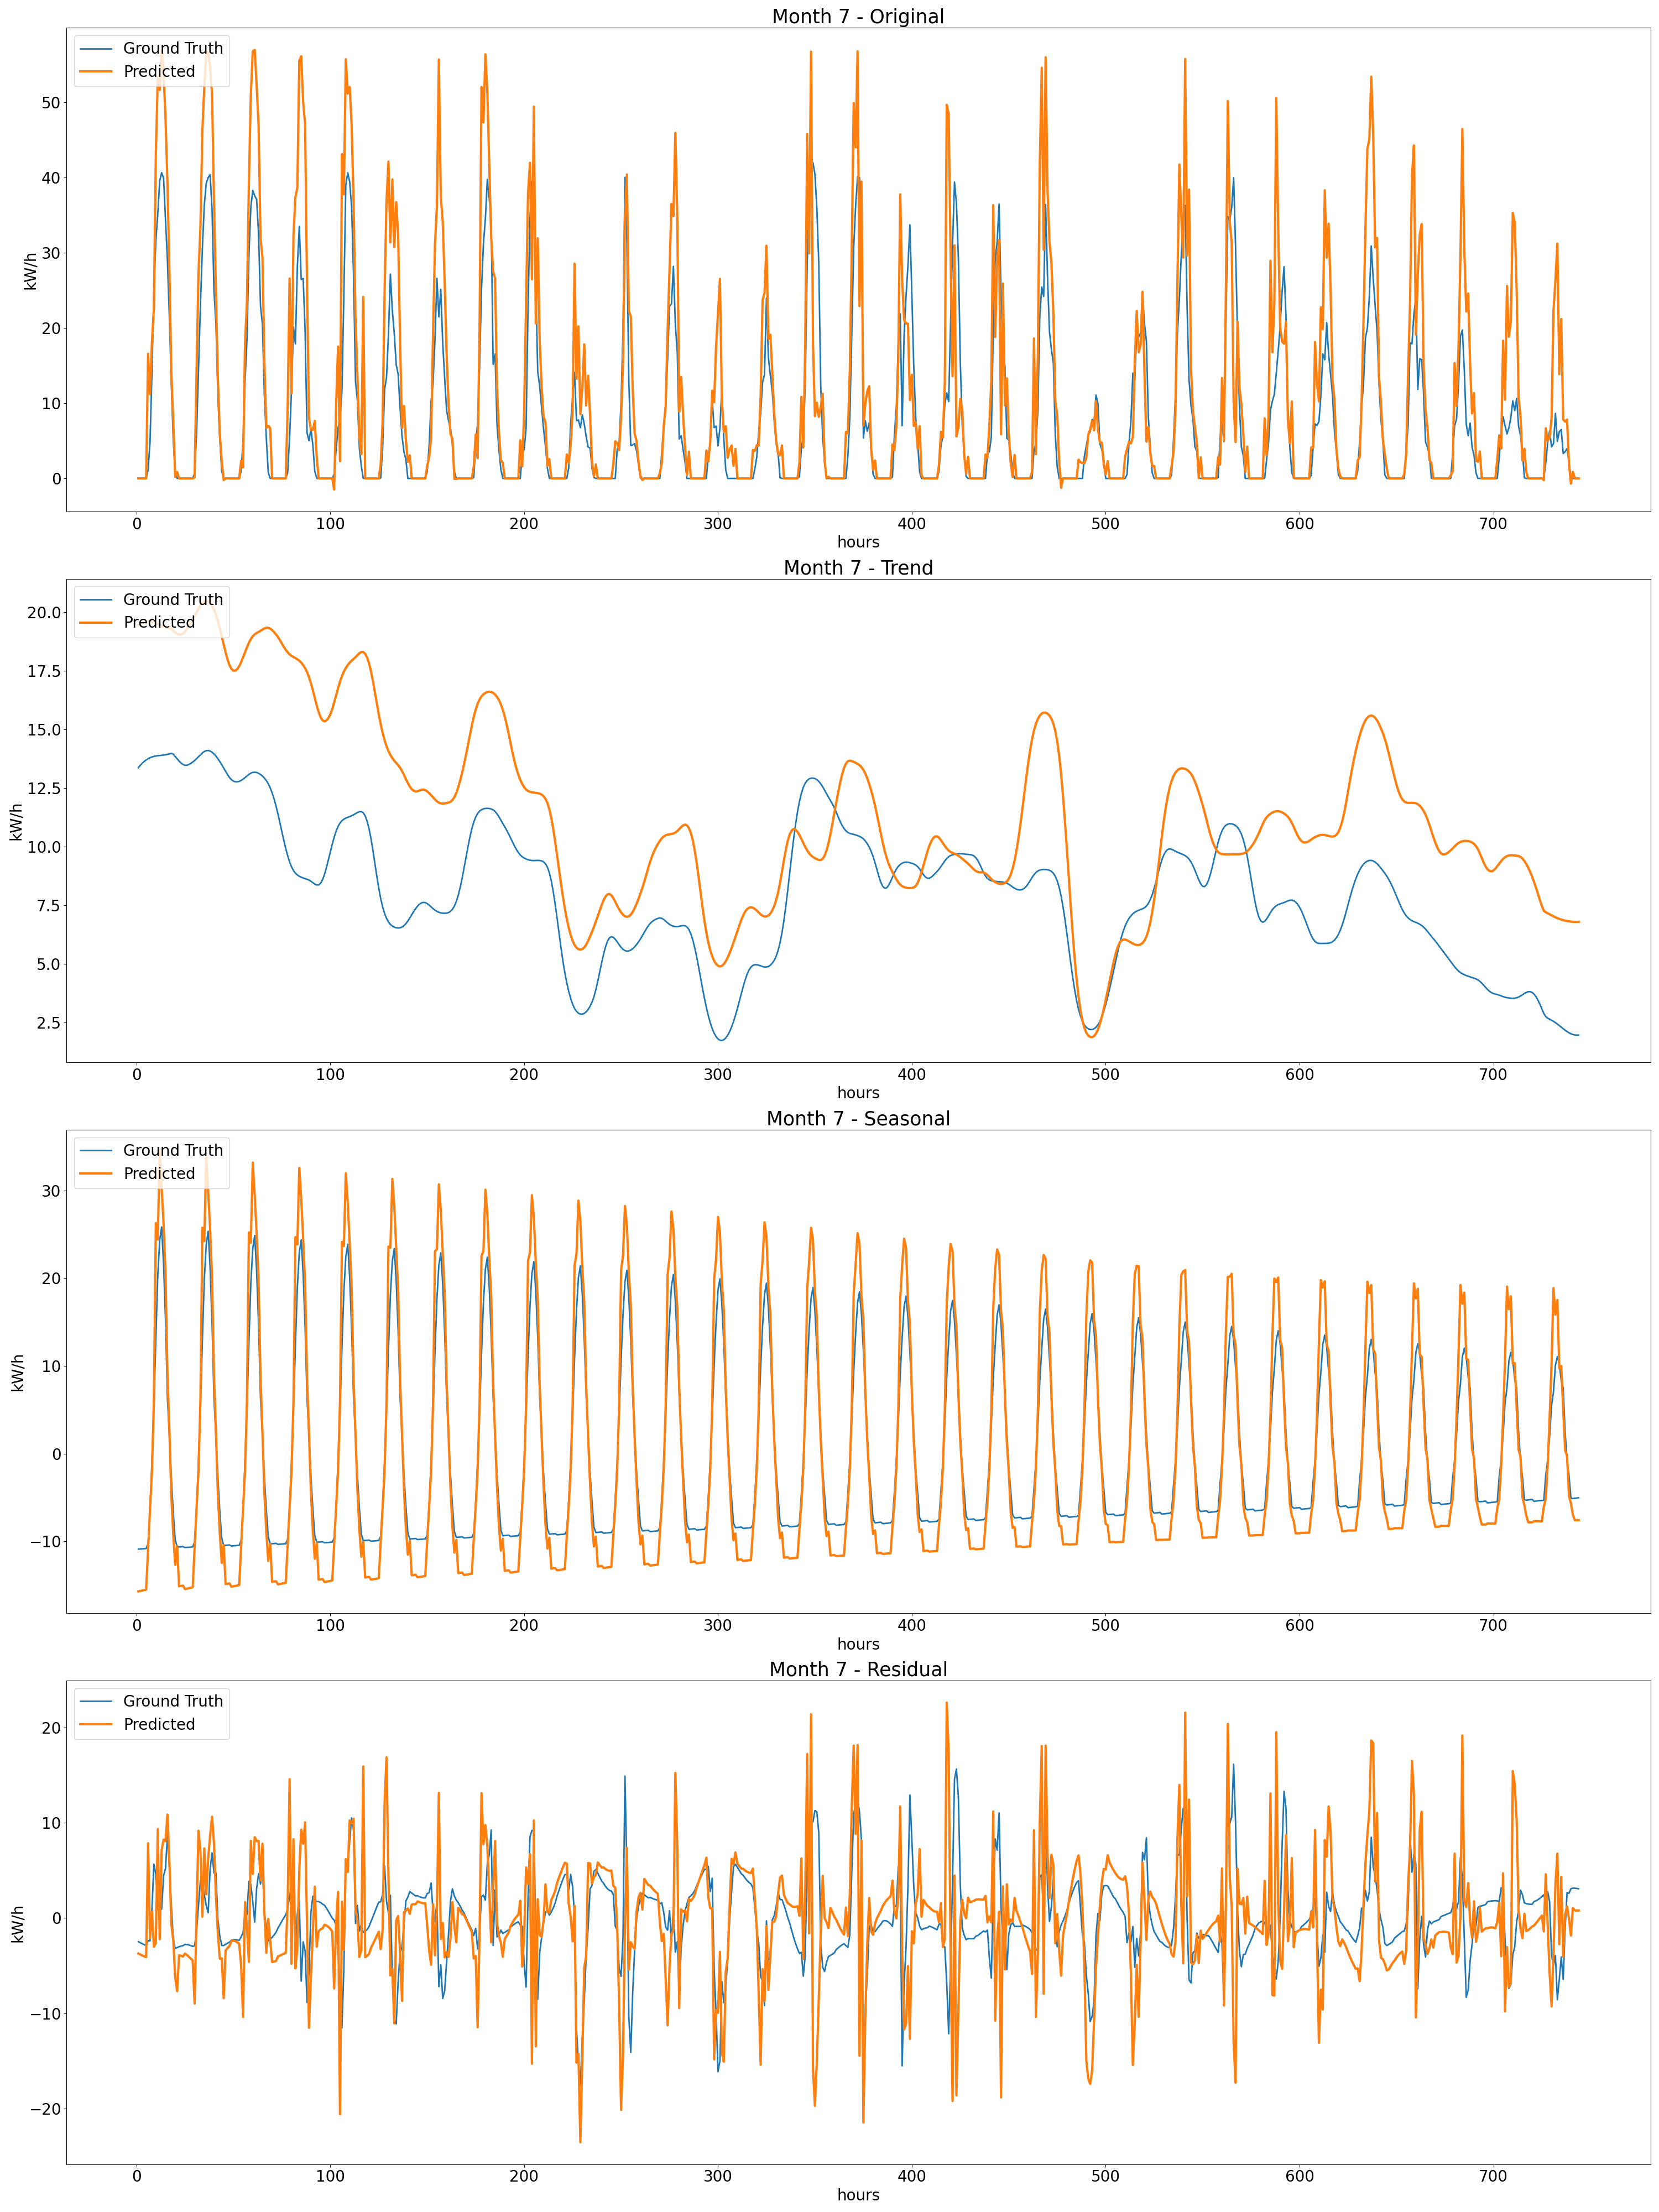 Month 7 - Original
Ground Truth
Predicted
50
40
30
20
10
0
kW/h
0 100 200 300 400 500 600 700
hours
Month 7 - Trend
Ground Truth
Predicted
20.0
17.5
15.0
12.5
10.0
7.5
5.0
2.5
kW/h
0 100 200 300 400 500 600 700
hours
Month 7 - Seasonal
Ground Truth
Predicted
30
20
10
0
−10
kW/h
0 100 200 300 400 500 600 700
hours
Month 7 - Residual
Ground Truth
Predicted
20
10
0
−10
−20
kW/h
0 100 200 300 400 500 600 700
hours